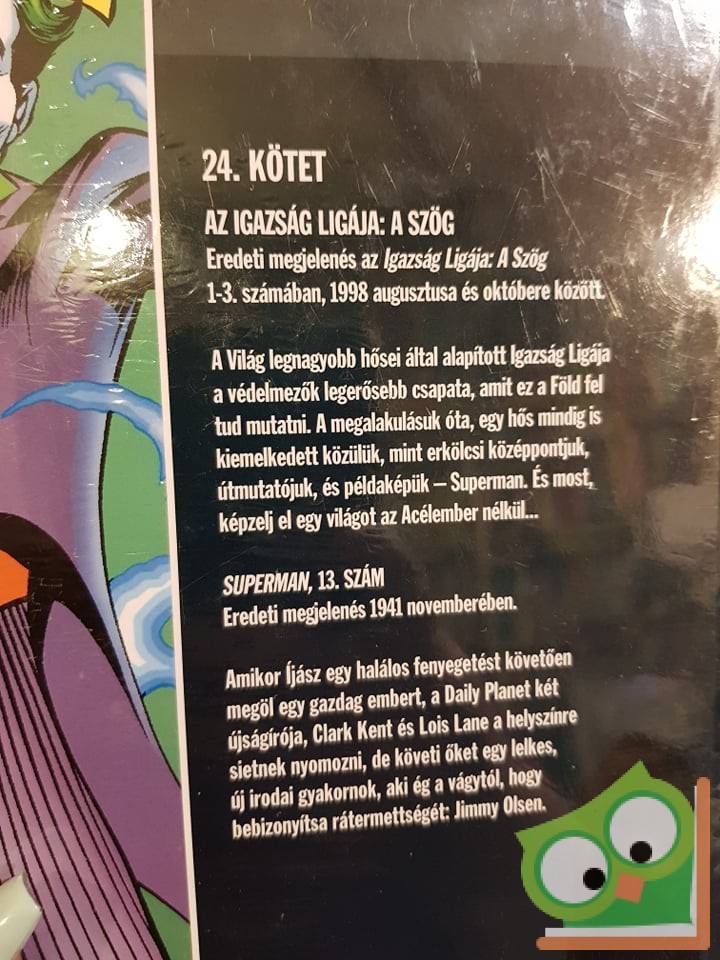 24. KÖTET
AZ IGAZSÁG LIGÁJA: A SZÖG
Eredeti megjelenés az Igazság Ligája: A Szög
1-3. számában, 1998 augusztusa és októbere között.
A Világ legnagyobb hősei által alapított Igazság Ligája
a védelmezők legerősebb csapata, amit ez a Föld fel
tud mutatni. A megalakulásuk óta, egy hős mindig is
kiemelkedett közülük, mint erkölcsi középpontjuk,
útmutatójuk, és példaképük – Superman. És most,
képzelj el egy világot az Acélember nélkül...
SUPERMAN, 13. SZÁM
Eredeti megjelenés 1941 novemberében.
Amikor Íjász egy halálos fenyegetést követően
megöl egy gazdag embert, a Daily Planet két
újságírója, Clark Kent és Lois Lane a helyszínre
sietnek nyomozni, de követi őket egy lelkes,
új irodai gyakornok, aki ég a vágytól, hogy
bebizonyítsa rátermettségét: Jimmy Olsen.